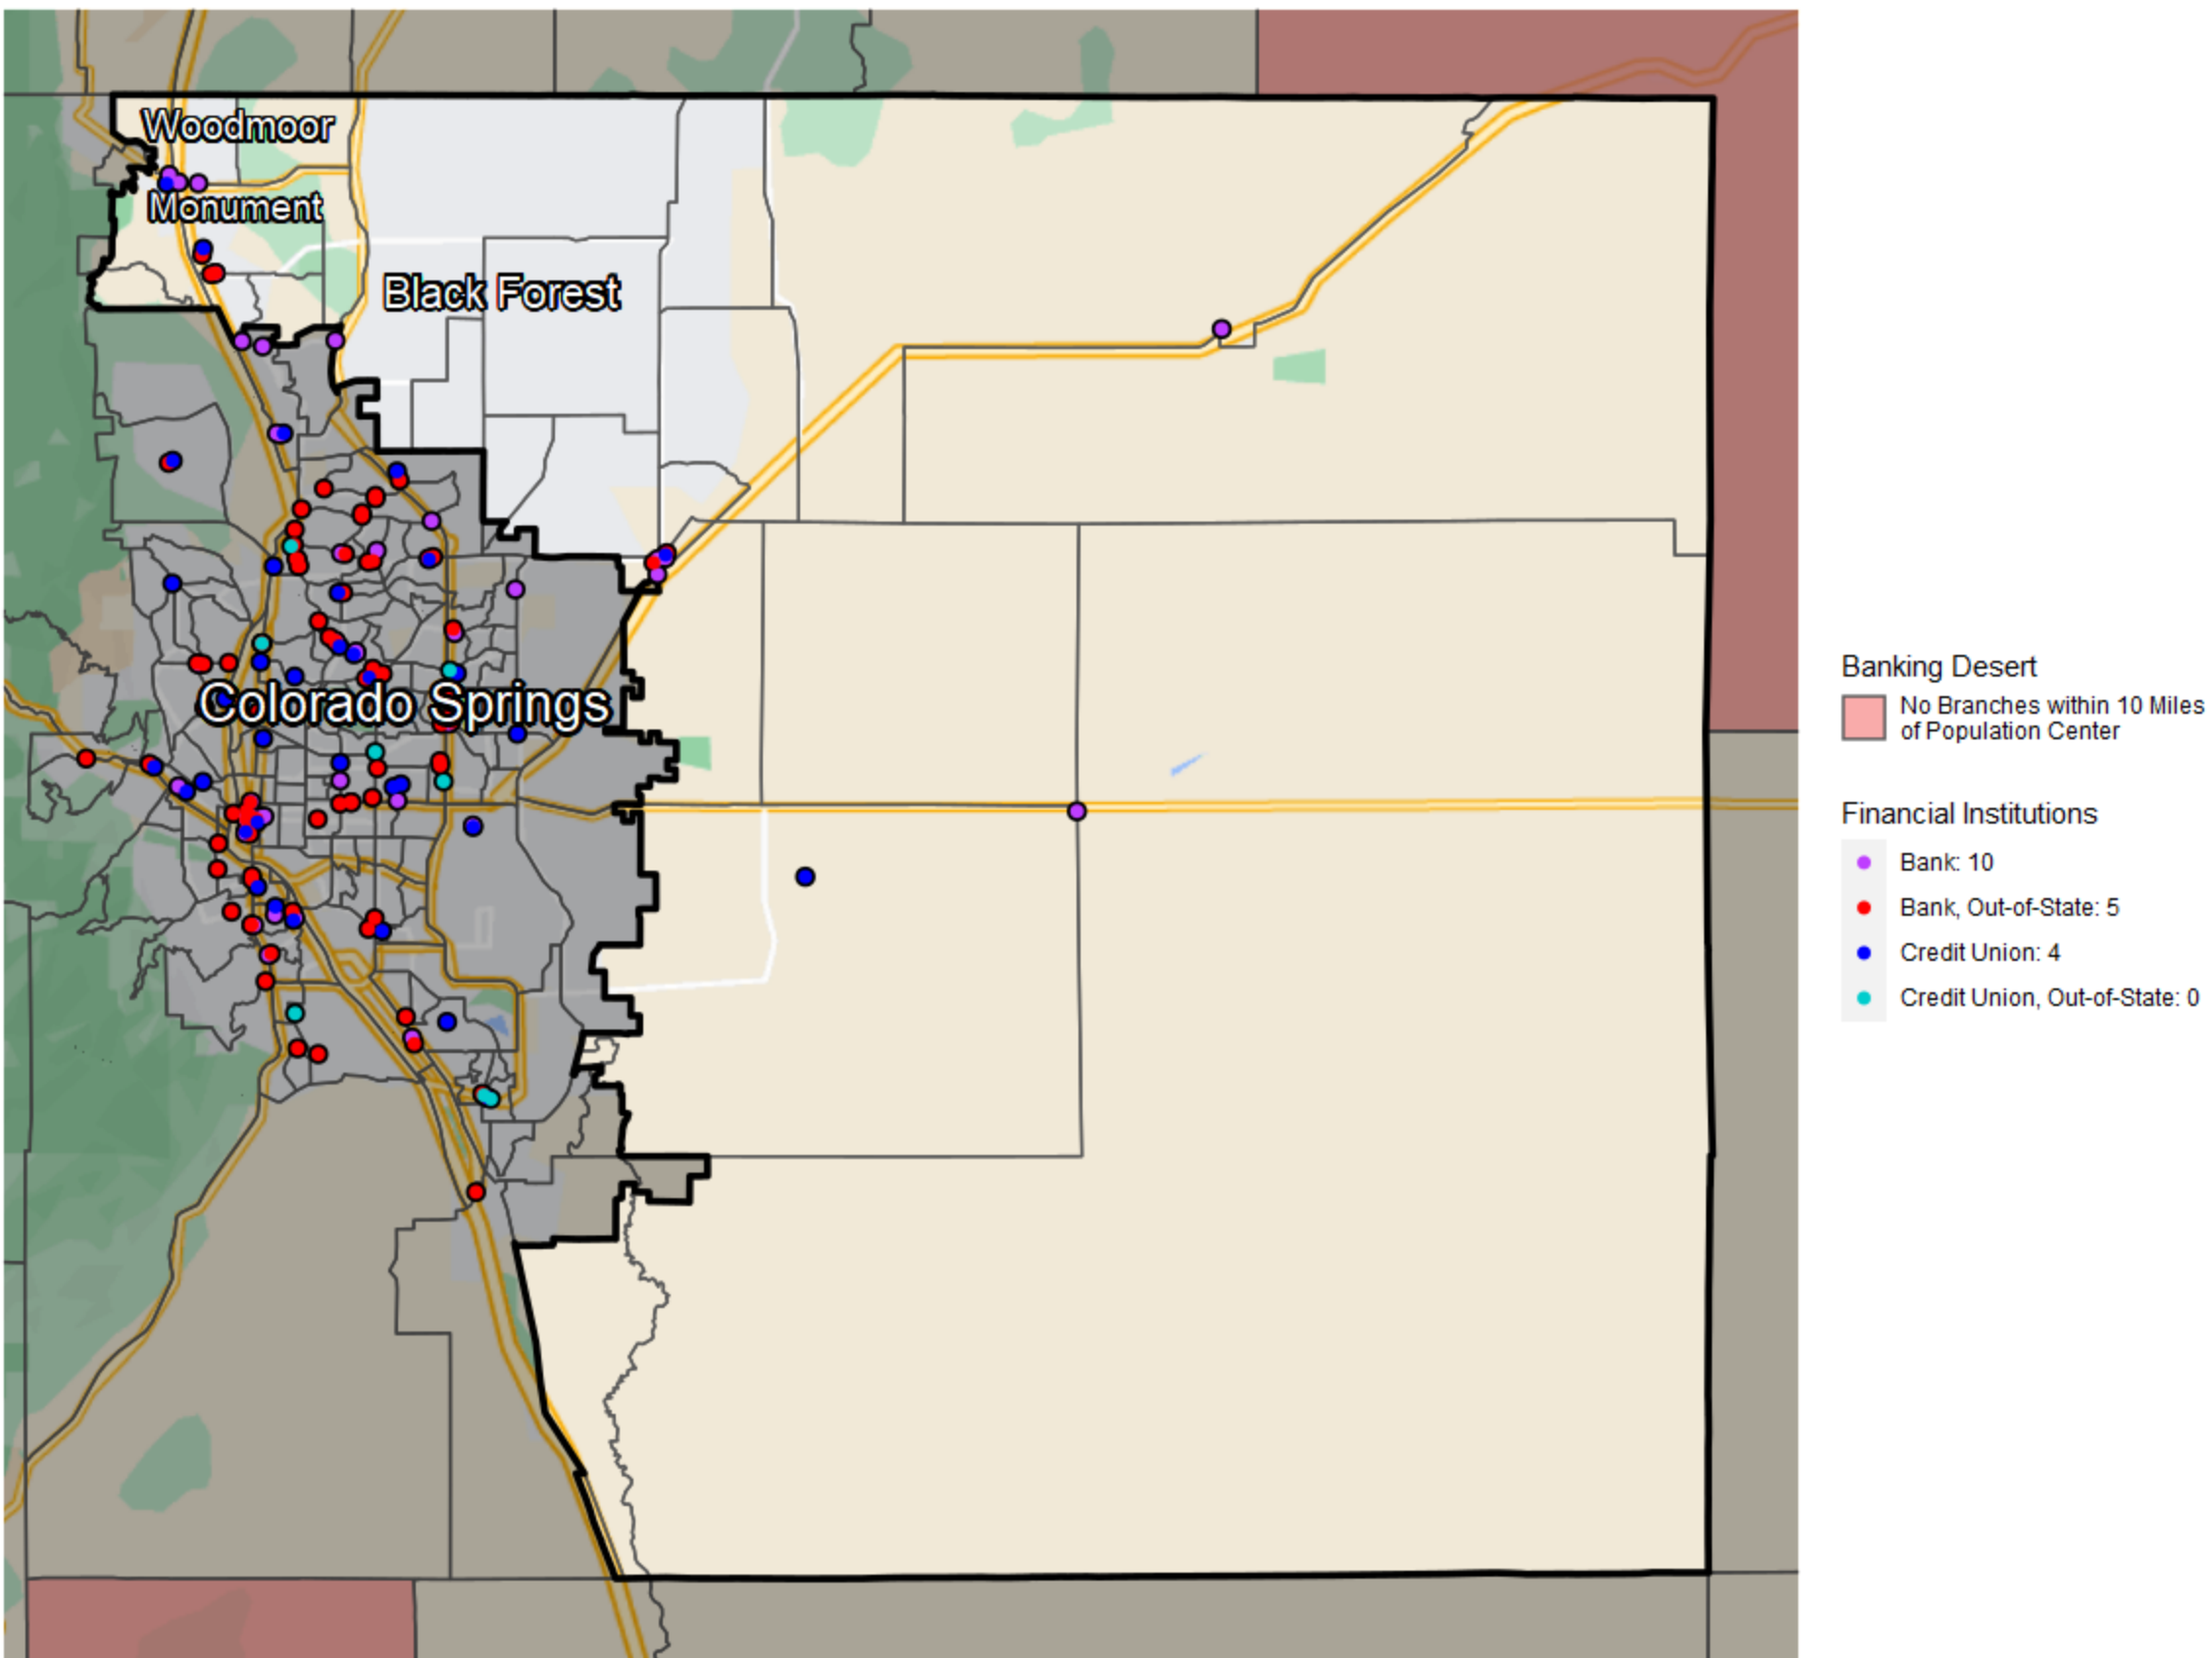 Woodmoor
Monument
Black Forest
Colorado Springs
Banking Desert
No Branches within 10 Miles
of Population Center
Financial Institutions
Bank: 10
Bank, Out-of-State: 5
Credit Union: 4
Credit Union, Out-of-State: 0